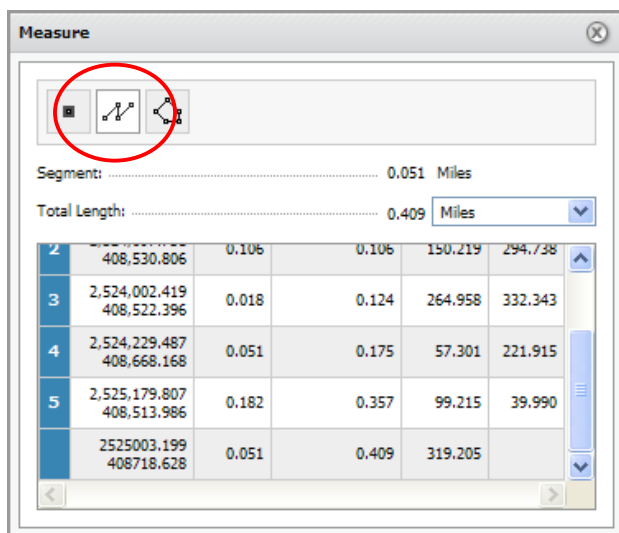 Measure
Segment: 0.051 Miles
Total Length: 0.409 Miles
2 408,530.806 0.106 0.106 150.219 294.738
3 2,524,002.419 0.018 0.124 264.958 332.343
408,522.396
4 2,524,229.487 0.051 0.175 57.301 221.915
408,668.168
5 2,525,179.807 0.182 0.357 99.215 39.990
408,513.986
2525003.199 0.051 0.409 319.205
408718.628